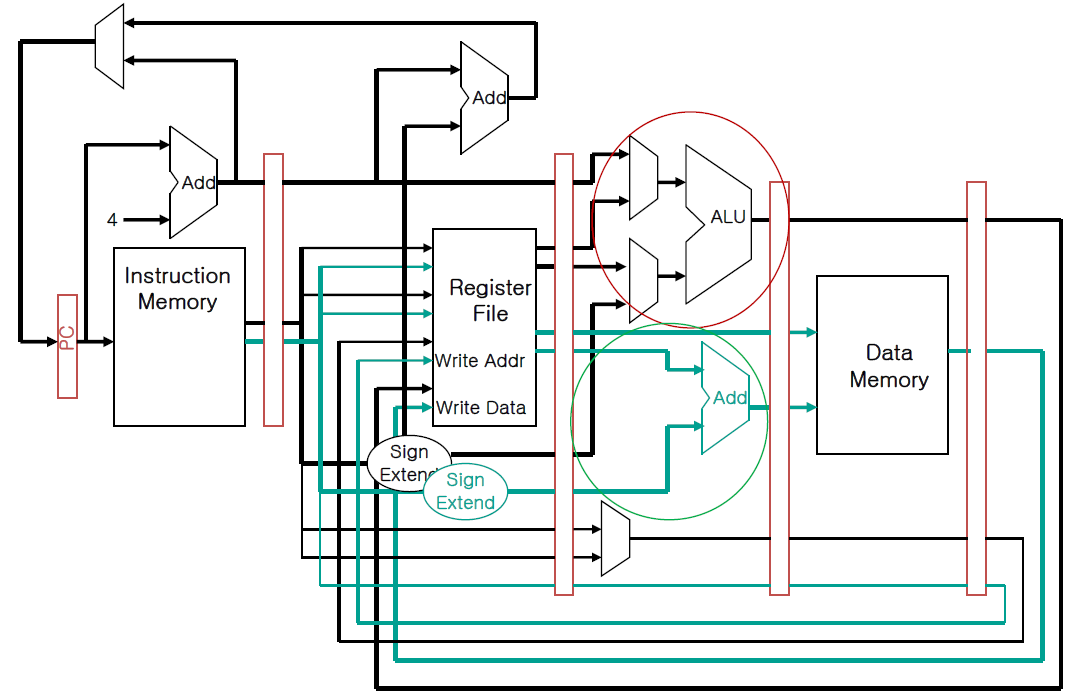 Add
Add
4
Instruction
Memory
PC
Register
File
Write Addr
Write Data
Sign
Extend
Sign
Extend
ALU
Add
Data
Memory